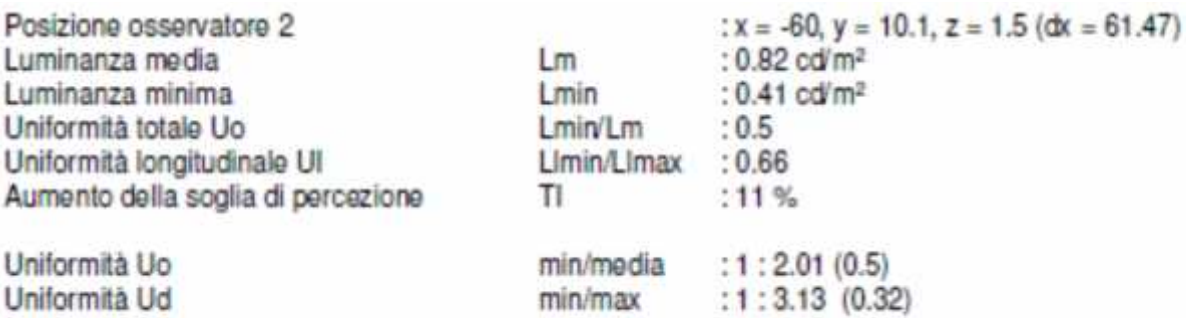 Posizione osservatore 2 : x = -60, y = 10.1, z = 1.5 (dx = 61.47)
Luminanza media Lm : 0.82 cd/m²
Luminanza minima Lmin : 0.41 cd/m²
Uniformità totale Uo Lmin/Lm : 0.5
Uniformità longitudinale Ul Llmin/Llmax : 0.66
Aumento della soglia di percezione TI : 11 %
Uniformità Uo min/media : 1 : 2.01 (0.5)
Uniformità Ud min/max : 1 : 3.13 (0.32)